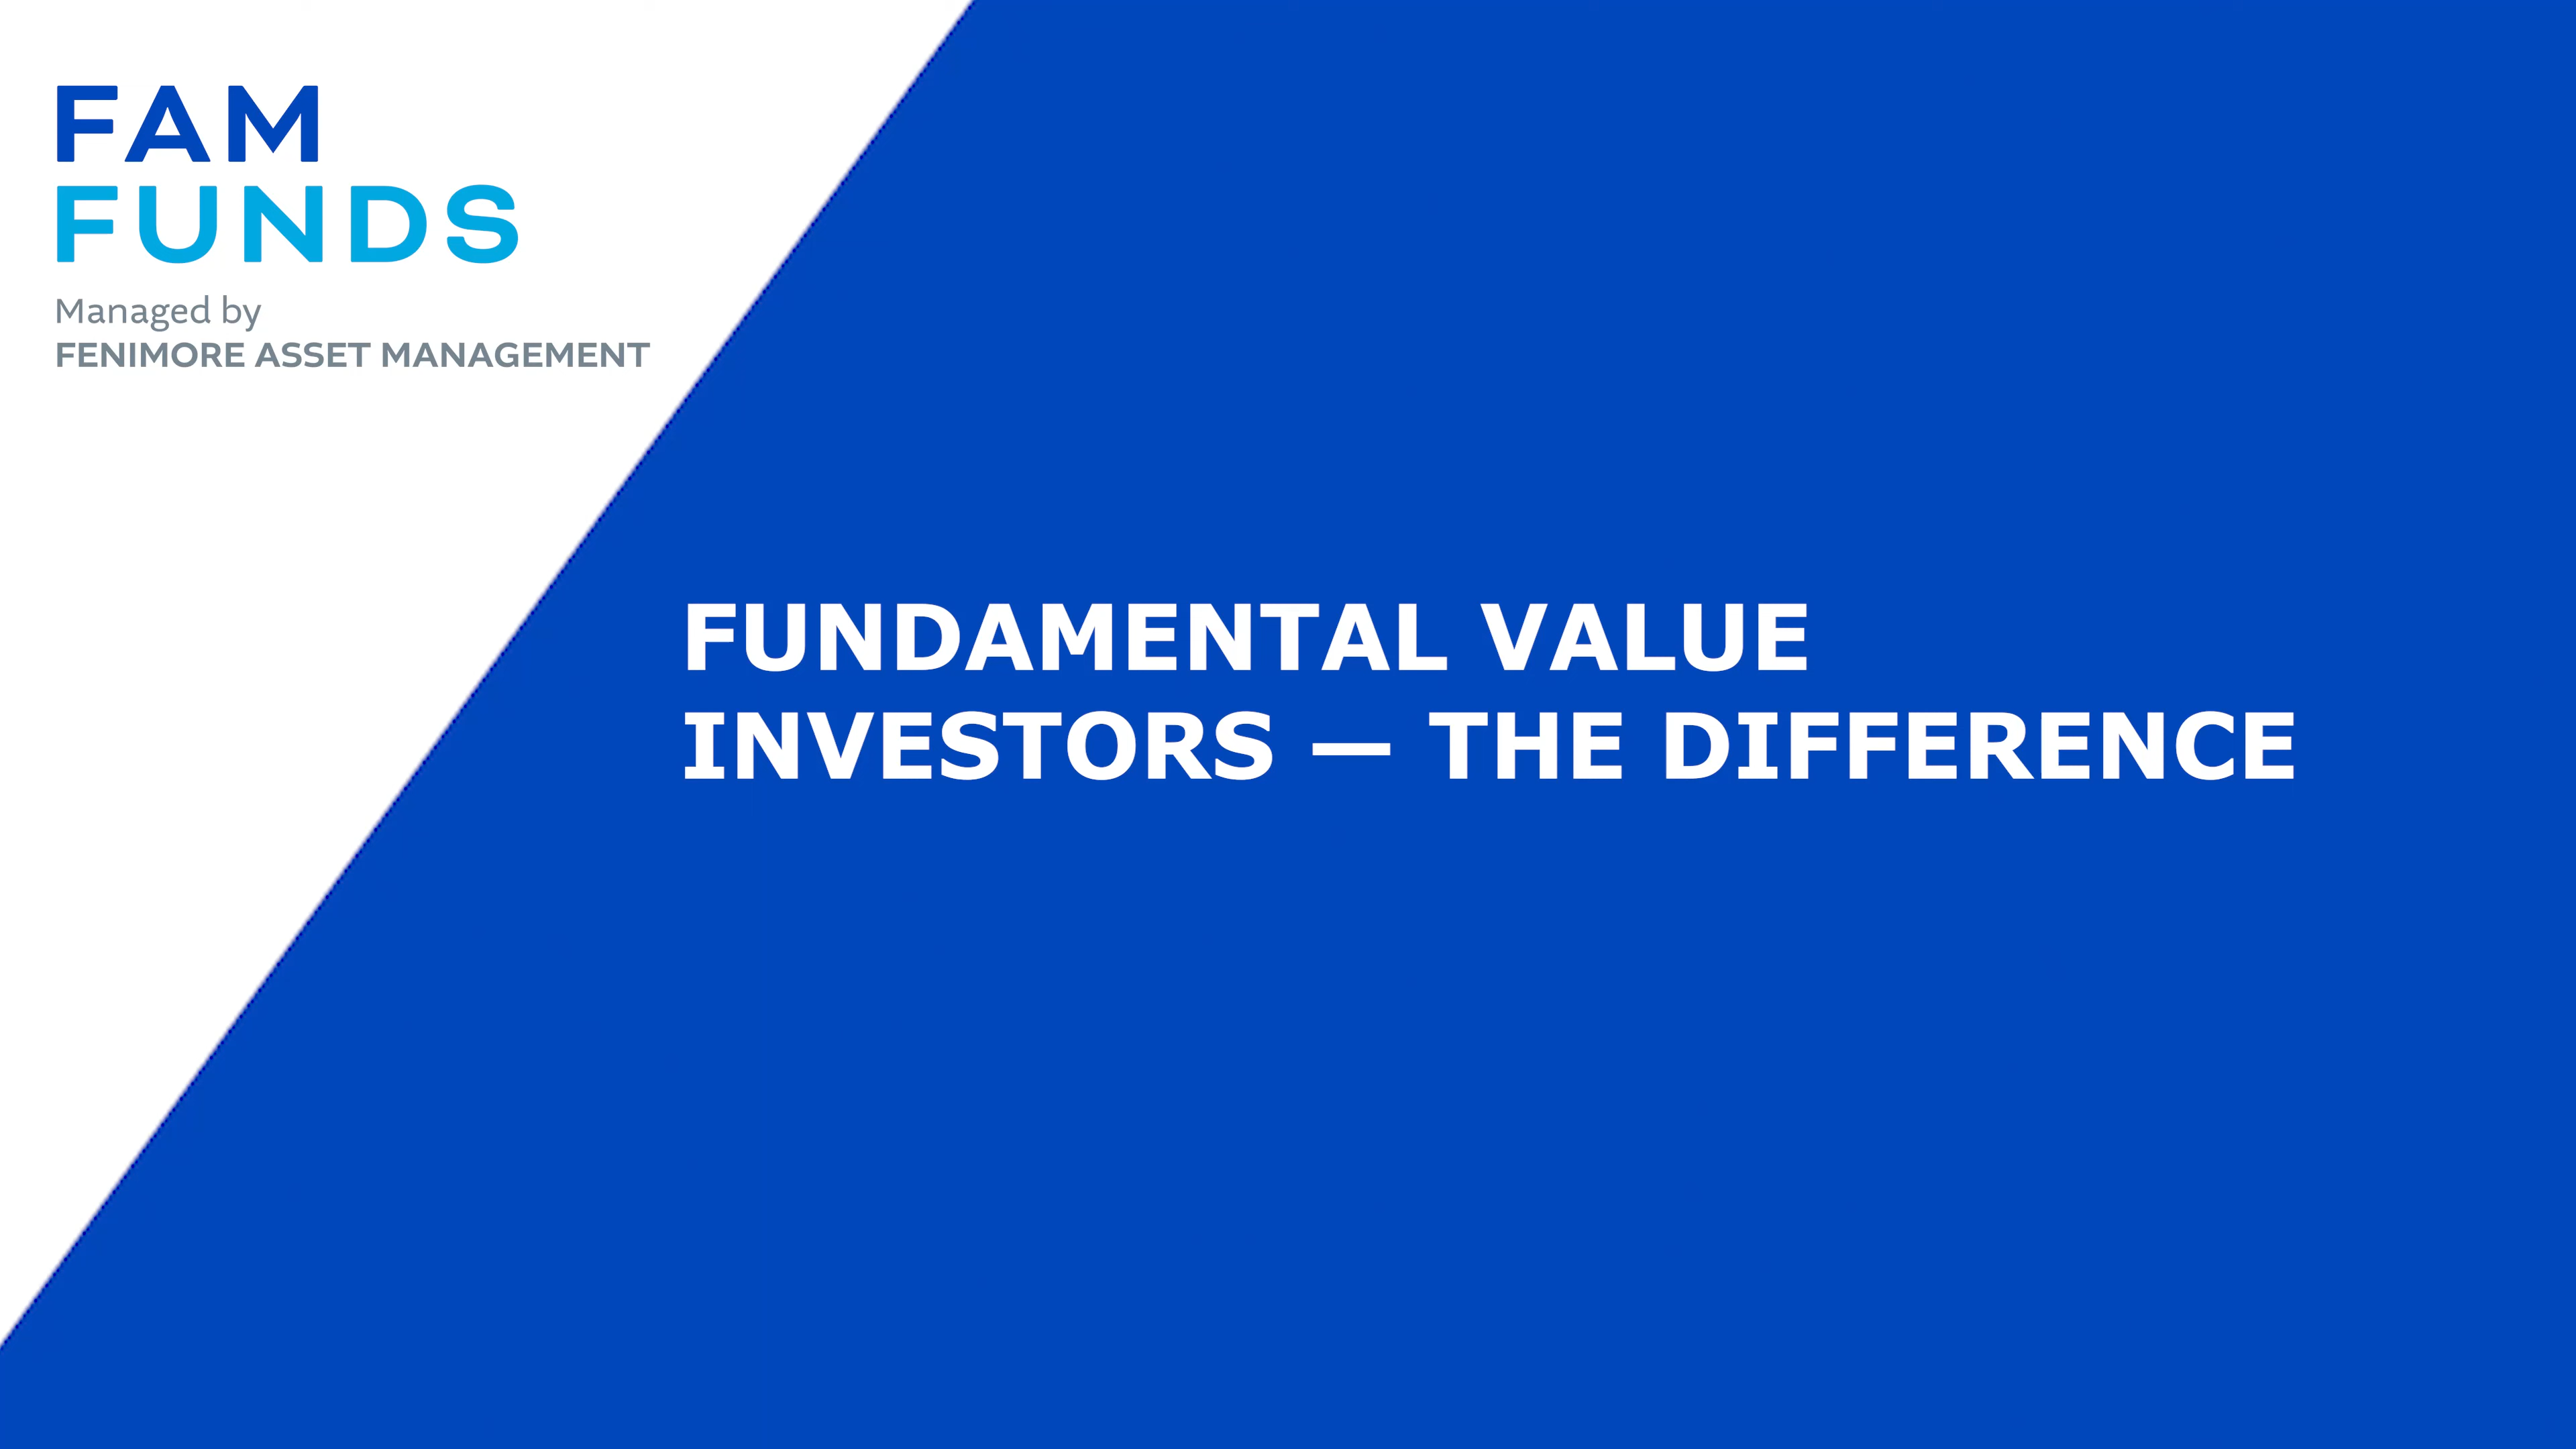 FAM
FUNDS
Managed by
FENIMORE ASSET MANAGEMENT
FUNDAMENTAL VALUE
INVESTORS — THE DIFFERENCE